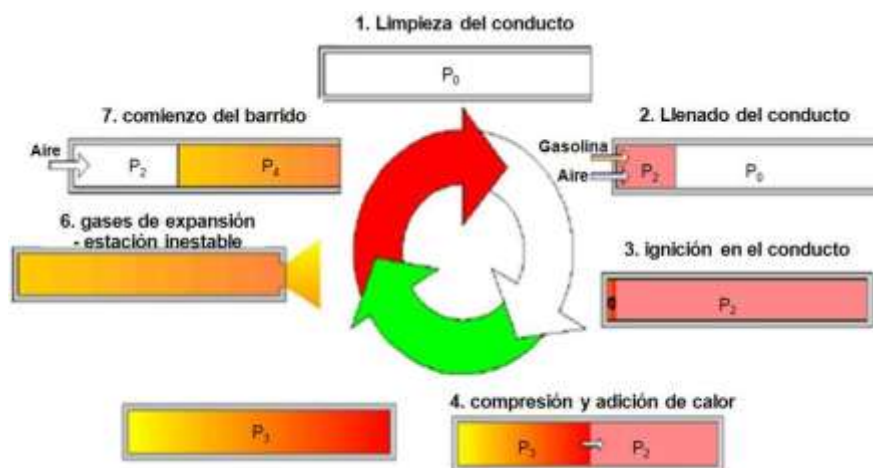 1. Limpieza del conducto
P0
7. comienzo del barrido
Aire
P2
P4
2. Llenado del conducto
Gasolina
Aire
P2
P0
6. gases de expansión
- estación inestable
3. ignición en el conducto
P2
4. compresión y adición de calor
P3
P3
P2